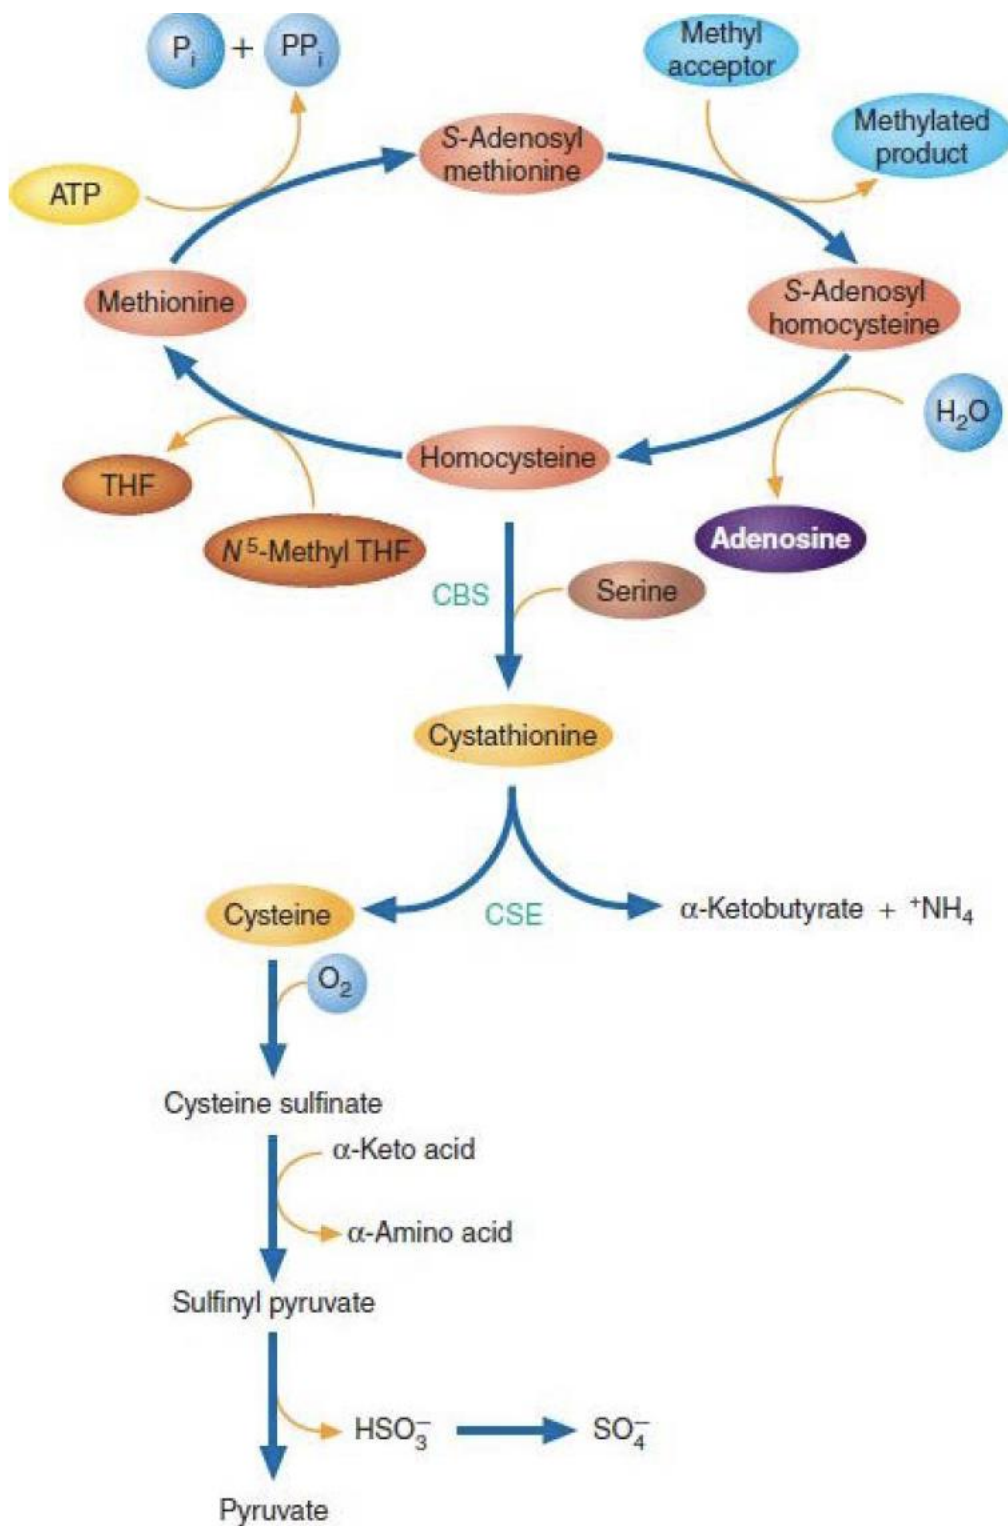 Pi + PPi
Methyl
acceptor
S-Adenosyl
methionine
Methylated
product
ATP
Methionine
S-Adenosyl
homocysteine
H2O
Homocysteine
THF
N5-Methyl THF
Adenosine
CBS
Serine
Cystathionine
Cysteine
CSE
α-Ketobutyrate + +NH4
O2
Cysteine sulfinate
α-Keto acid
α-Amino acid
Sulfinyl pyruvate
HSO3−
SO4−
Pyruvate